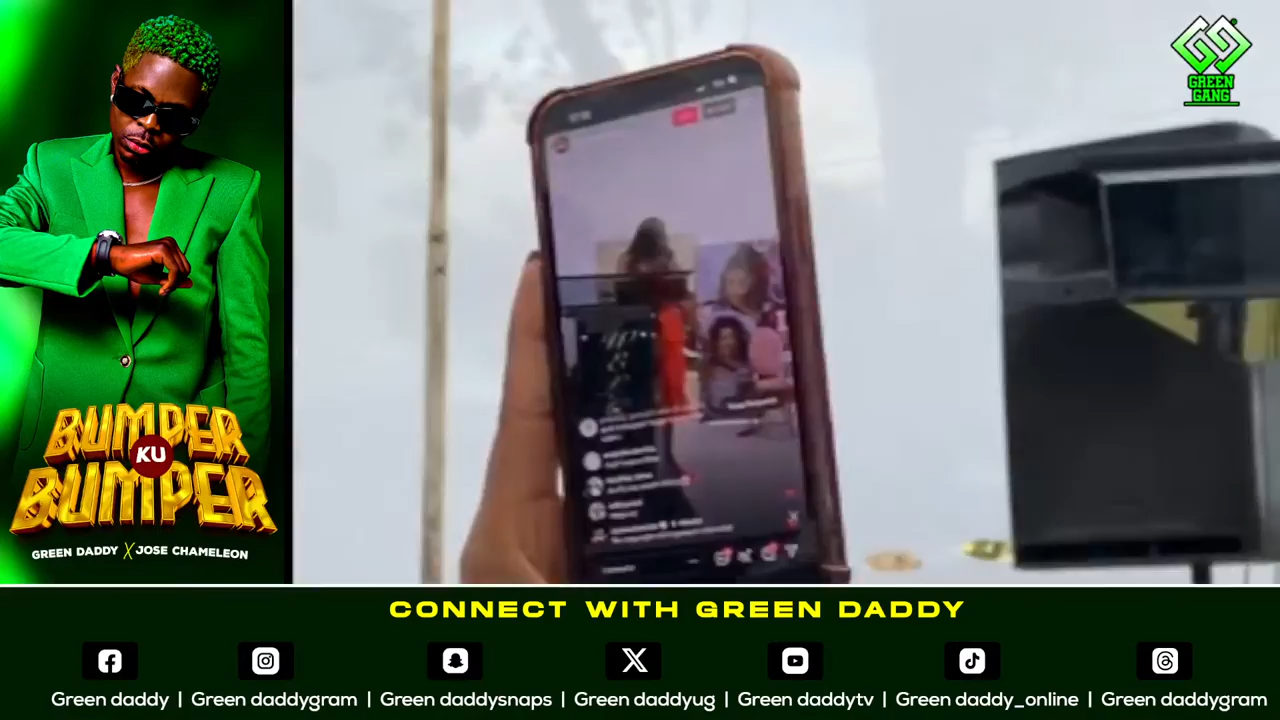 GREEN
GANG
BUMPER
KU
BUMPER
GREEN DADDY X JOSE CHAMELEON
CONNECT WITH GREEN DADDY
Green daddy | Green daddygram | Green daddysnaps | Green daddyug | Green daddytv | Green daddy_online | Green daddygram